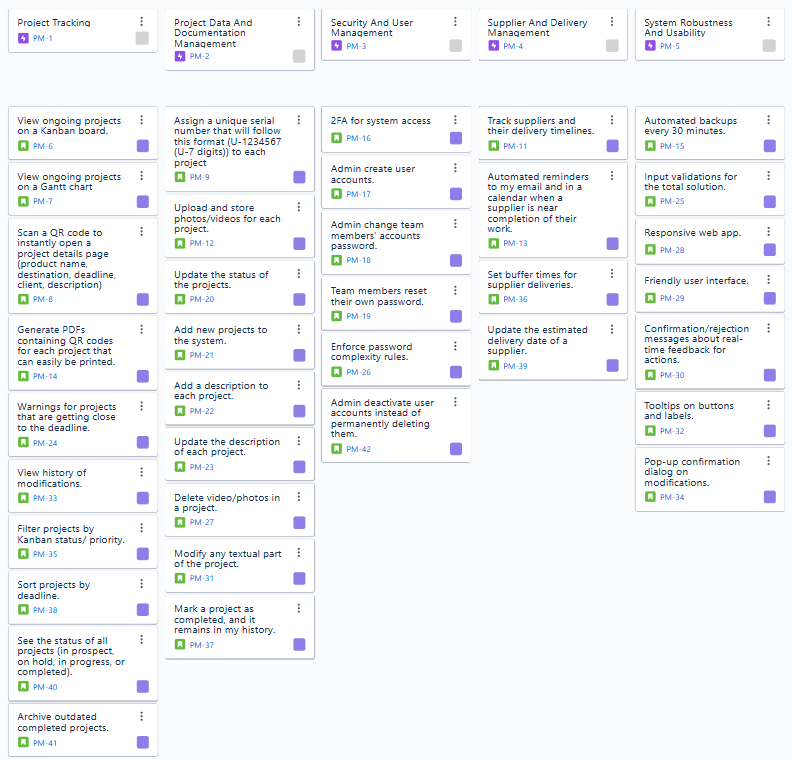 Project Tracking
PM-1
Project Data And
Documentation
Management
PM-2
Security And User
Management
PM-3
Supplier And Delivery
Management
PM-4
System Robustness
And Usability
PM-5
View ongoing projects
on a Kanban board.
PM-6
View ongoing projects
on a Gantt chart
PM-7
Scan a QR code to
instantly open a
project details page
(product name,
destination, deadline,
client, description)
PM-8
Generate PDFs
containing QR codes
for each project that
can easily be printed.
PM-14
Warnings for projects
that are getting close
to the deadline.
PM-24
View history of
modifications.
PM-33
Filter projects by
Kanban status/ priority.
PM-35
Sort projects by
deadline.
PM-38
See the status of all
projects (in prospect,
on hold, in progress, or
completed).
PM-40
Archive outdated
completed projects.
PM-41
Assign a unique serial
number that will follow
this format (U-1234567
(U-7 digits)) to each
project
PM-9
Upload and store
photos/videos for each
project.
PM-12
Update the status of
the projects.
PM-20
Add new projects to
the system.
PM-21
Add a description to
each project.
PM-22
Update the description
of each project.
PM-23
Delete video/photos in
a project.
PM-27
Modify any textual part
of the project.
PM-31
Mark a project as
completed, and it
remains in my history.
PM-37
2FA for system access
PM-16
Admin create user
accounts.
PM-17
Admin change team
members' accounts
password.
PM-18
Team members reset
their own password.
PM-19
Enforce password
complexity rules.
PM-26
Admin deactivate user
accounts instead of
permanently deleting
them.
PM-42
Track suppliers and
their delivery timelines.
PM-11
Automated reminders
to my email and in a
calendar when a
supplier is near
completion of their
work.
PM-13
Set buffer times for
supplier deliveries.
PM-36
Update the estimated
delivery date of a
supplier.
PM-39
Automated backups
every 30 minutes.
PM-15
Input validations for
the total solution.
PM-25
Responsive web app.
PM-28
Friendly user interface.
PM-29
Confirmation/rejection
messages about real-
time feedback for
actions.
PM-30
Tooltips on buttons
and labels.
PM-32
Pop-up confirmation
dialog on
modifications.
PM-34